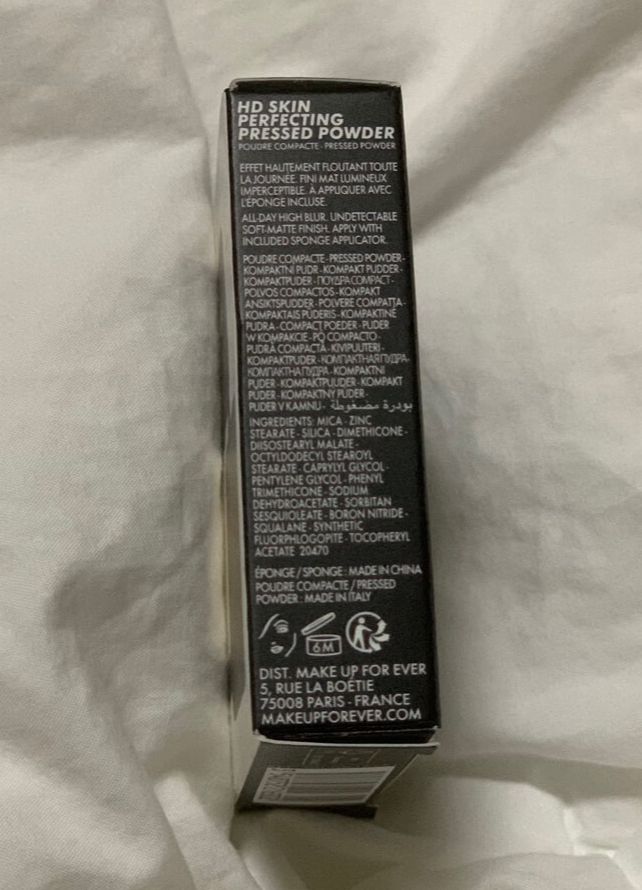 HD SKIN
PERFECTING
PRESSED POWDER
POUDRE COMPACTE - PRESSED POWDER
EFFET HAUTEMENT FLOUTANT TOUTE
LA JOURNÉE. FINI MAT LUMINEUX
IMPERCEPTIBLE. À APPLIQUER AVEC
L'ÉPONGE INCLUSE.
ALL-DAY HIGH BLUR. UNDETECTABLE
SOFT-MATTE FINISH. APPLY WITH
INCLUDED SPONGE APPLICATOR.
POUDRE COMPACTE - PRESSED POWDER -
KOMPAKTNI PUDR - KOMPAKT PUDDER -
KOMPAKTPUDER - ΠΟΥΔΡΑ COMPACT -
POLVOS COMPACTOS - KOMPAKT
ANSIKTSPUDDER - POLVERE COMPATTA -
KOMPAKTAIS PŪDERIS - KOMPAKTINĖ
PUDRA - COMPACT POEDER - PUDER
W KOMPAKCIE - PÓ COMPACTO -
PUDRĂ COMPACTĂ - KIVIPUUTERI -
KOMPAKTPUDER - КОМПАКТНАЯ ПУДРА -
КОМПАКТНА ПУДРА - KOMPAKTNI
PUDER - KOMPAKTPUUDER - KOMPAKT
PÚDER - KOMPAKTNY PUDER -
PUDER V KAMNU - بودرة مضغوطة
INGREDIENTS: MICA - ZINC
STEARATE - SILICA - DIMETHICONE -
DIISOSTEARYL MALATE -
OCTYLDODECYL STEAROYL
STEARATE - CAPRYLYL GLYCOL -
PENTYLENE GLYCOL - PHENYL
TRIMETHICONE - SODIUM
DEHYDROACETATE - SORBITAN
SESQUIOLEATE - BORON NITRIDE -
SQUALANE - SYNTHETIC
FLUORPHLOGOPITE - TOCOPHERYL
ACETATE 20470
ÉPONGE / SPONGE : MADE IN CHINA
POUDRE COMPACTE / PRESSED
POWDER : MADE IN ITALY
6M
DIST. MAKE UP FOR EVER
5, RUE LA BOÉTIE
75008 PARIS - FRANCE
MAKEUPFOREVER.COM